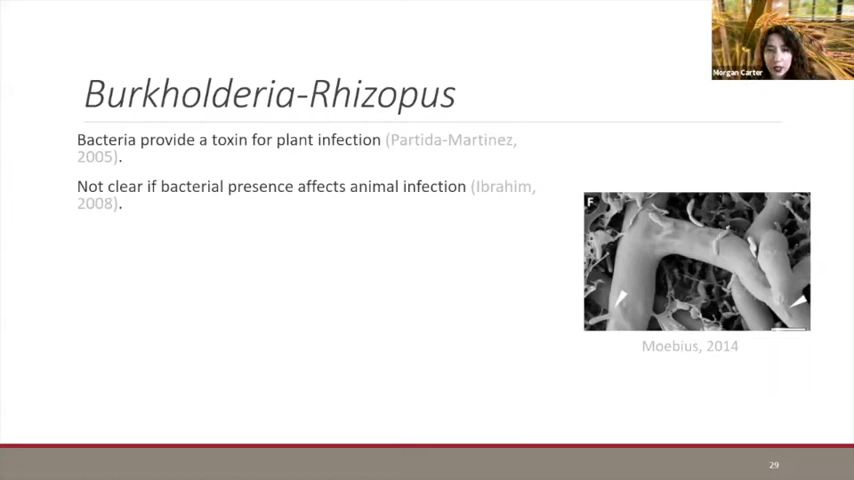 Morgan Carter
Burkholderia-Rhizopus
Bacteria provide a toxin for plant infection (Partida-Martinez,
2005).
Not clear if bacterial presence affects animal infection (Ibrahim,
2008).
F
Moebius, 2014
29